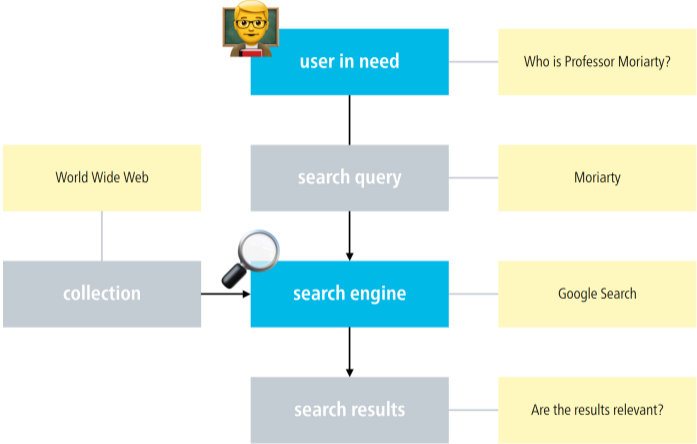 user in need
Who is Professor Moriarty?
World Wide Web
search query
Moriarty
collection
search engine
Google Search
search results
Are the results relevant?